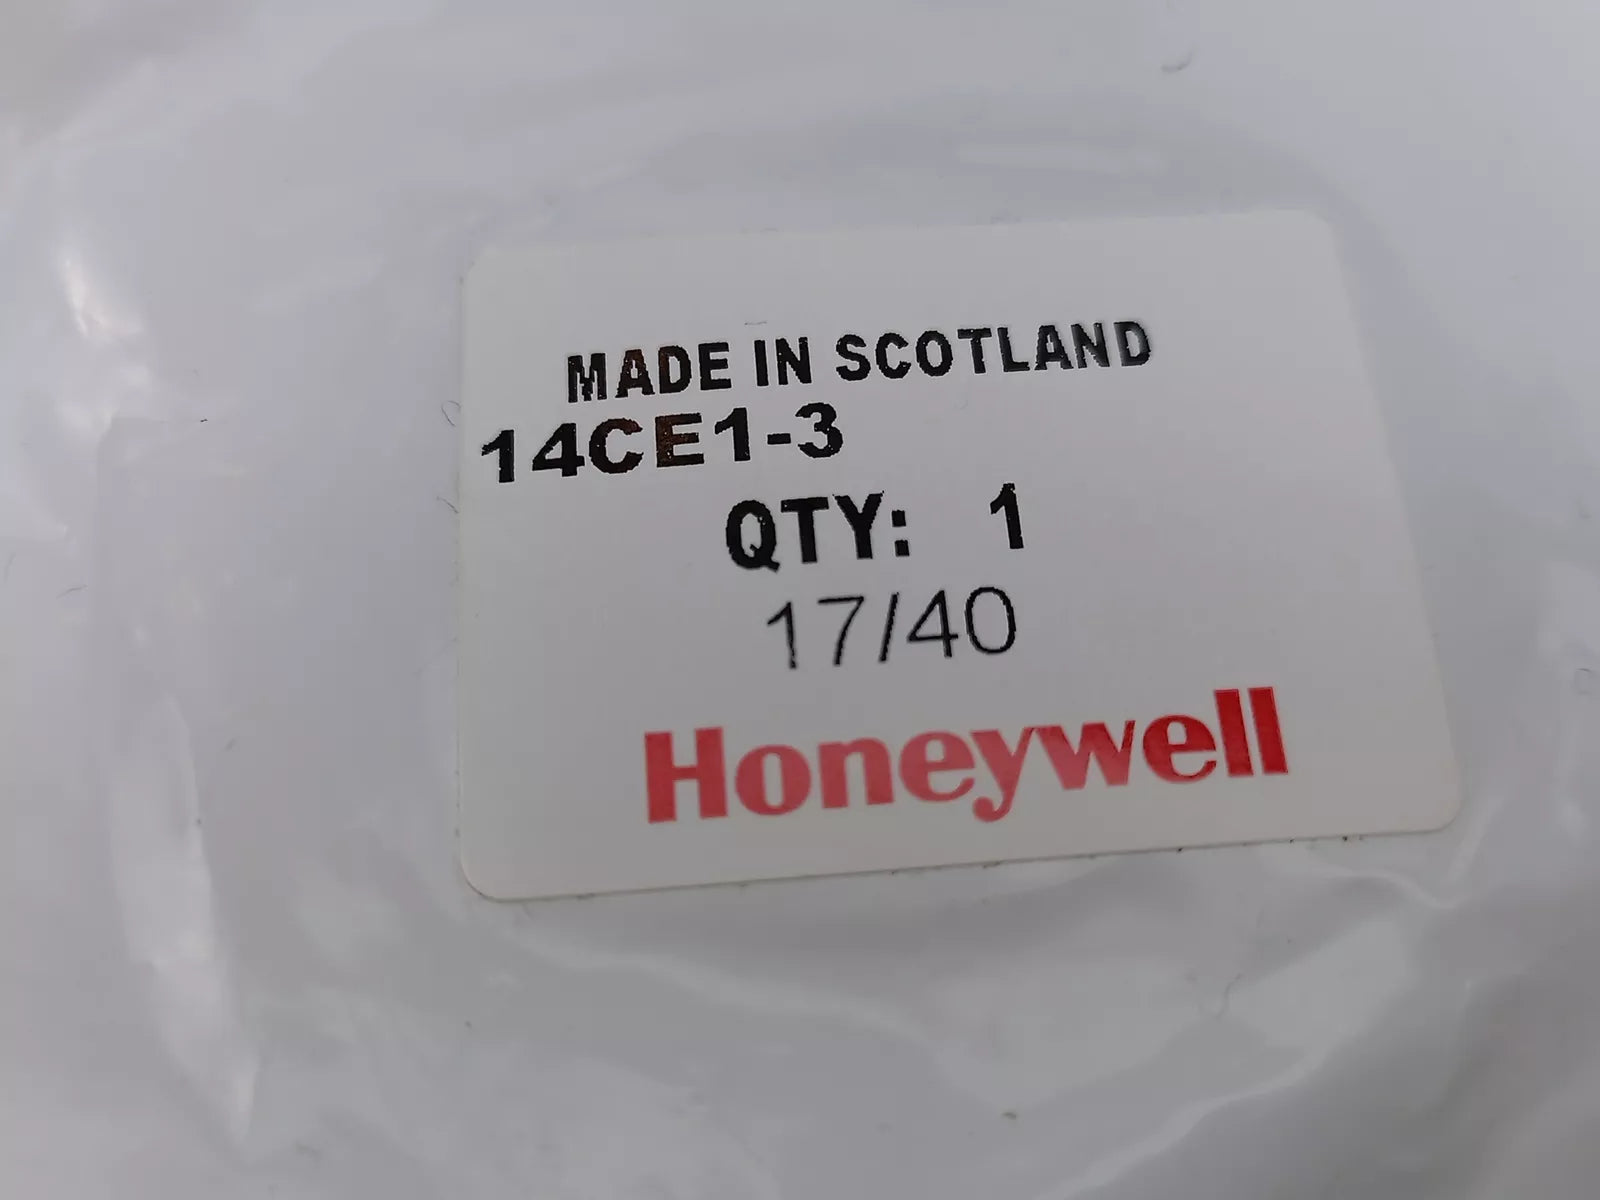 MADE IN SCOTLAND
14CE1-3
QTY: 1
17/40
Honeywell